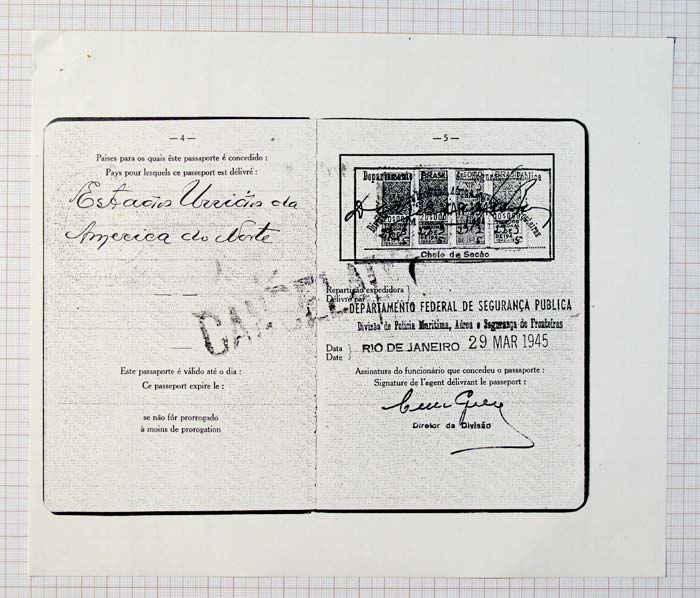 — 4 —
Paises para os quais êste passaporte é concedido :
Pays pour lesquels ce passeport est délivré :
Estados Unidos da
America do Norte
CANCELADO
Este passaporte é válido até o dia :
Ce passeport expire le :
se não fôr prorrogado
à moins de prorogation
— 5 —
Departamento Pública
BRASIL
Chefe de Secão
Repartição expedidora }
Délivré par
DEPARTAMENTO FEDERAL DE SEGURANÇA PUBLICA
Divisão de Polícia Marítima, Aérea e Segurança de Fronteiras
Data }
Date
RIO DE JANEIRO 29 MAR 1945
Assinatura do funcionário que concedeu o passaporte :
Signature de l'agent délivrant le passeport :
Diretor da Divisão